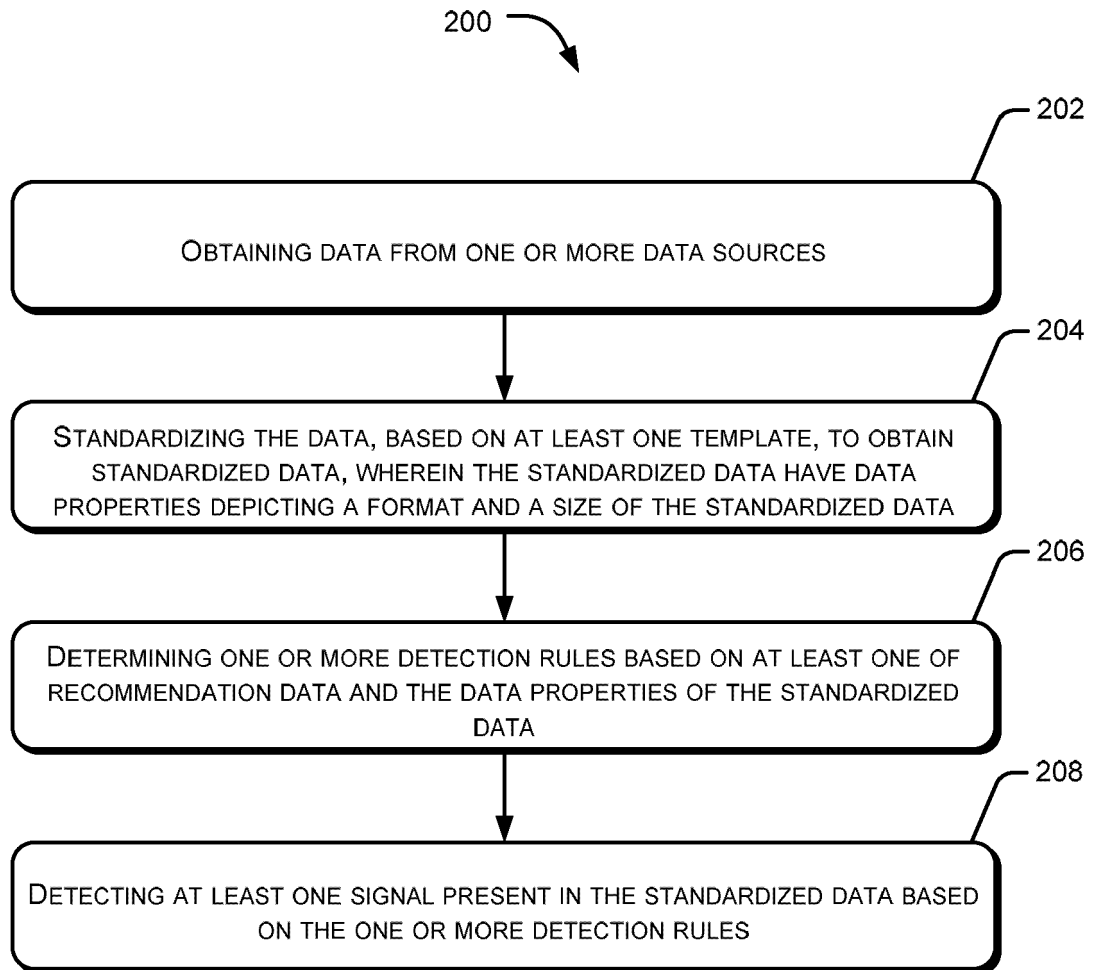 200
202
OBTAINING DATA FROM ONE OR MORE DATA SOURCES
204
STANDARDIZING THE DATA, BASED ON AT LEAST ONE TEMPLATE, TO OBTAIN
STANDARDIZED DATA, WHEREIN THE STANDARDIZED DATA HAVE DATA
PROPERTIES DEPICTING A FORMAT AND A SIZE OF THE STANDARDIZED DATA
206
DETERMINING ONE OR MORE DETECTION RULES BASED ON AT LEAST ONE OF
RECOMMENDATION DATA AND THE DATA PROPERTIES OF THE STANDARDIZED
DATA
208
DETECTING AT LEAST ONE SIGNAL PRESENT IN THE STANDARDIZED DATA BASED
ON THE ONE OR MORE DETECTION RULES